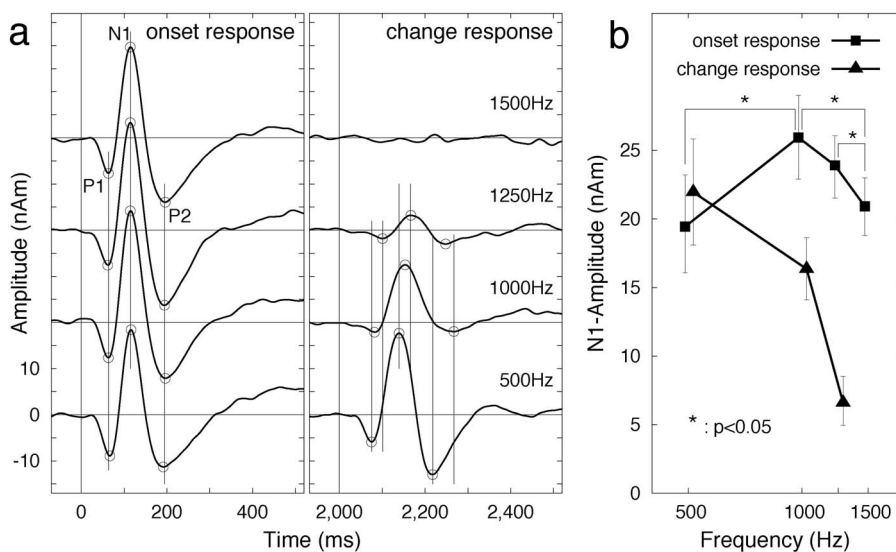 a
N1
onset response
change response
P1
P2
1500Hz
1250Hz
1000Hz
500Hz
Amplitude (nAm)
10
0
-10
0
200
400
2,000
2,200
2,400
Time (ms)
b
onset response
change response
*
*
*
N1-Amplitude (nAm)
25
20
15
10
5
0
* : p<0.05
500
1000
1500
Frequency (Hz)